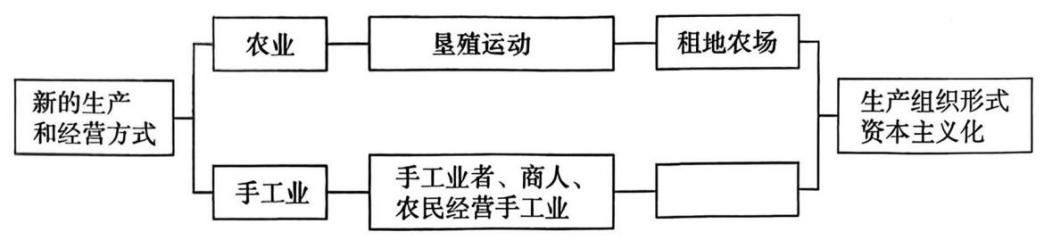 新的生产
和经营方式
农业
垦殖运动
租地农场
手工业
手工业者、商人、
农民经营手工业
生产组织形式
资本主义化